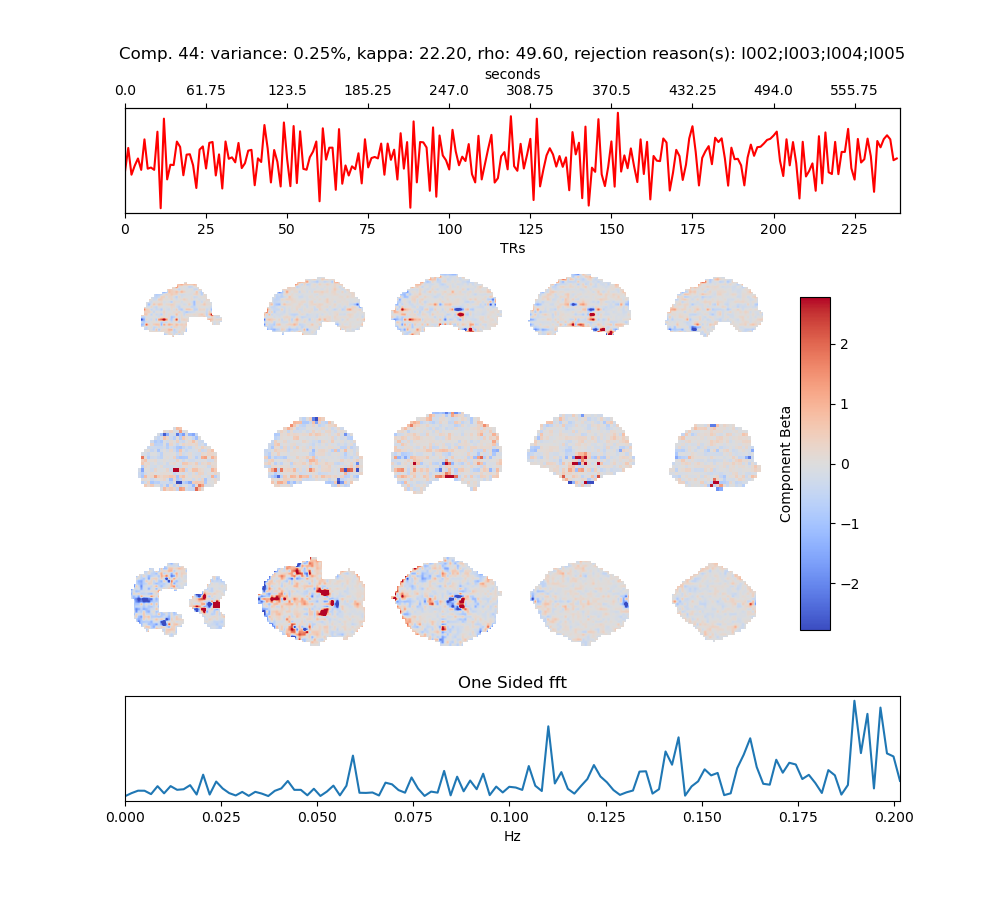 Comp. 44: variance: 0.25%, kappa: 22.20, rho: 49.60, rejection reason(s): I002;I003;I004;I005
seconds
0.0 61.75 123.5 185.25 247.0 308.75 370.5 432.25 494.0 555.75
0 25 50 75 100 125 150 175 200 225
TRs
2
1
0
−1
−2
Component Beta
One Sided fft
0.000 0.025 0.050 0.075 0.100 0.125 0.150 0.175 0.200
Hz